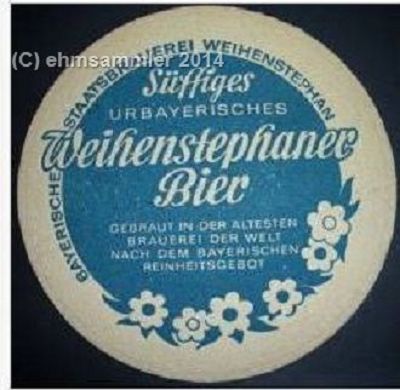 (C) ehmsammler 2014
BAYERISCHE STAATSBRAUEREI WEIHENSTEPHAN
Süffiges
URBAYERISCHES
Weihenstephaner
Bier
GEBRAUT IN DER ÄLTESTEN
BRAUEREI DER WELT
NACH DEM BAYERISCHEN
REINHEITSGEBOT